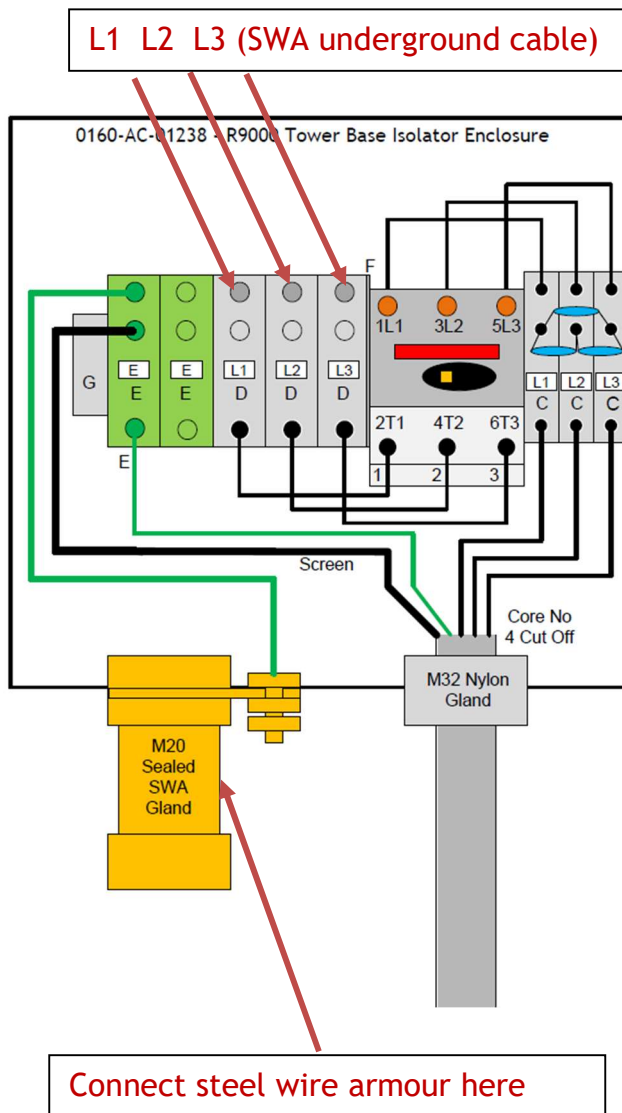 L1 L2 L3 (SWA underground cable)
0160-AC-01238 - R9000 Tower Base Isolator Enclosure
F
1L1 3L2 5L3
G
E E L1 L2 L3
E E D D D
L1 L2 L3
C C C
2T1 4T2 6T3
E
1 2 3
Screen
Core No
4 Cut Off
M32 Nylon
Gland
M20
Sealed
SWA
Gland
Connect steel wire armour here